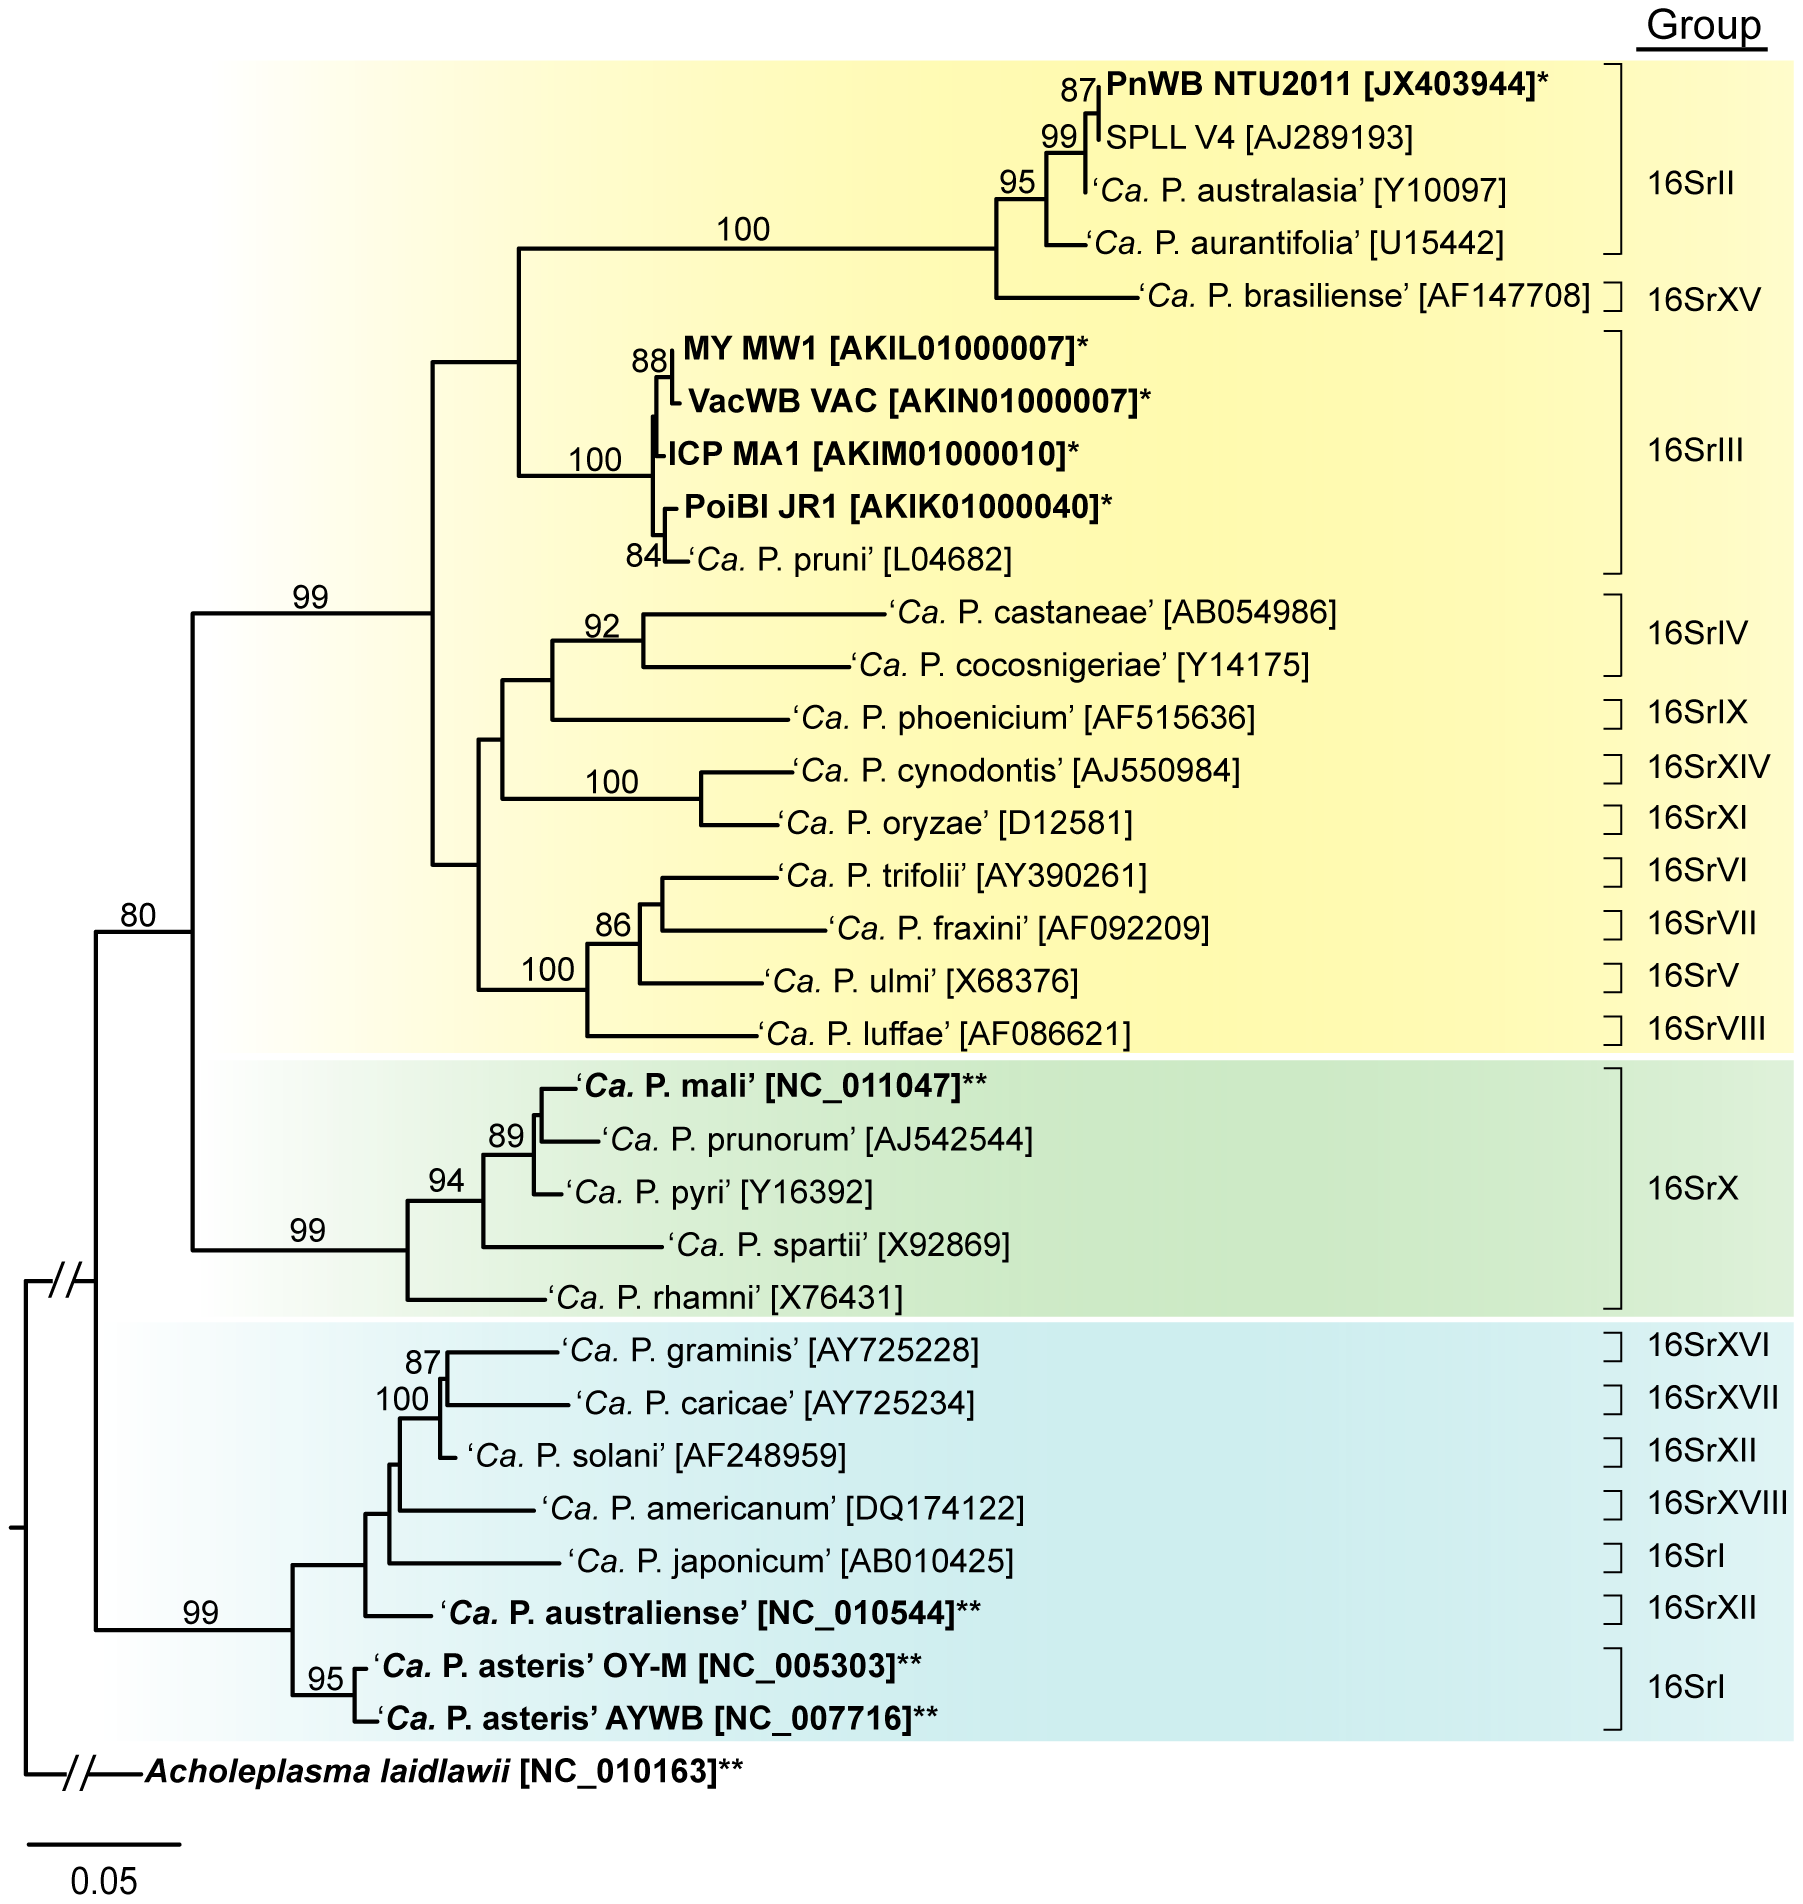 Group
87 PnWB NTU2011 [JX403944]*
99 SPLL V4 [AJ289193]
95 ‘Ca. P. australasia’ [Y10097]
16SrII
100 ‘Ca. P. aurantifolia’ [U15442]
‘Ca. P. brasiliense’ [AF147708] 16SrXV
88 MY MW1 [AKIL01000007]*
VacWB VAC [AKIN01000007]*
100 ICP MA1 [AKIM01000010]* 16SrIII
PoiBI JR1 [AKIK01000040]*
84 ‘Ca. P. pruni’ [L04682]
99
‘Ca. P. castaneae’ [AB054986]
92 16SrIV
‘Ca. P. cocosnigeriae’ [Y14175]
‘Ca. P. phoenicium’ [AF515636] 16SrIX
‘Ca. P. cynodontis’ [AJ550984] 16SrXIV
100
‘Ca. P. oryzae’ [D12581] 16SrXI
‘Ca. P. trifolii’ [AY390261] 16SrVI
80
86 ‘Ca. P. fraxini’ [AF092209] 16SrVII
100 ‘Ca. P. ulmi’ [X68376] 16SrV
‘Ca. P. luffae’ [AF086621] 16SrVIII
‘Ca. P. mali’ [NC_011047]**
89 ‘Ca. P. prunorum’ [AJ542544]
94 ‘Ca. P. pyri’ [Y16392] 16SrX
99 ‘Ca. P. spartii’ [X92869]
‘Ca. P. rhamni’ [X76431]
87 ‘Ca. P. graminis’ [AY725228] 16SrXVI
100 ‘Ca. P. caricae’ [AY725234] 16SrXVII
‘Ca. P. solani’ [AF248959] 16SrXII
‘Ca. P. americanum’ [DQ174122] 16SrXVIII
‘Ca. P. japonicum’ [AB010425] 16SrI
99 ‘Ca. P. australiense’ [NC_010544]** 16SrXII
95 ‘Ca. P. asteris’ OY-M [NC_005303]**
16SrI
‘Ca. P. asteris’ AYWB [NC_007716]**
Acholeplasma laidlawii [NC_010163]**
0.05